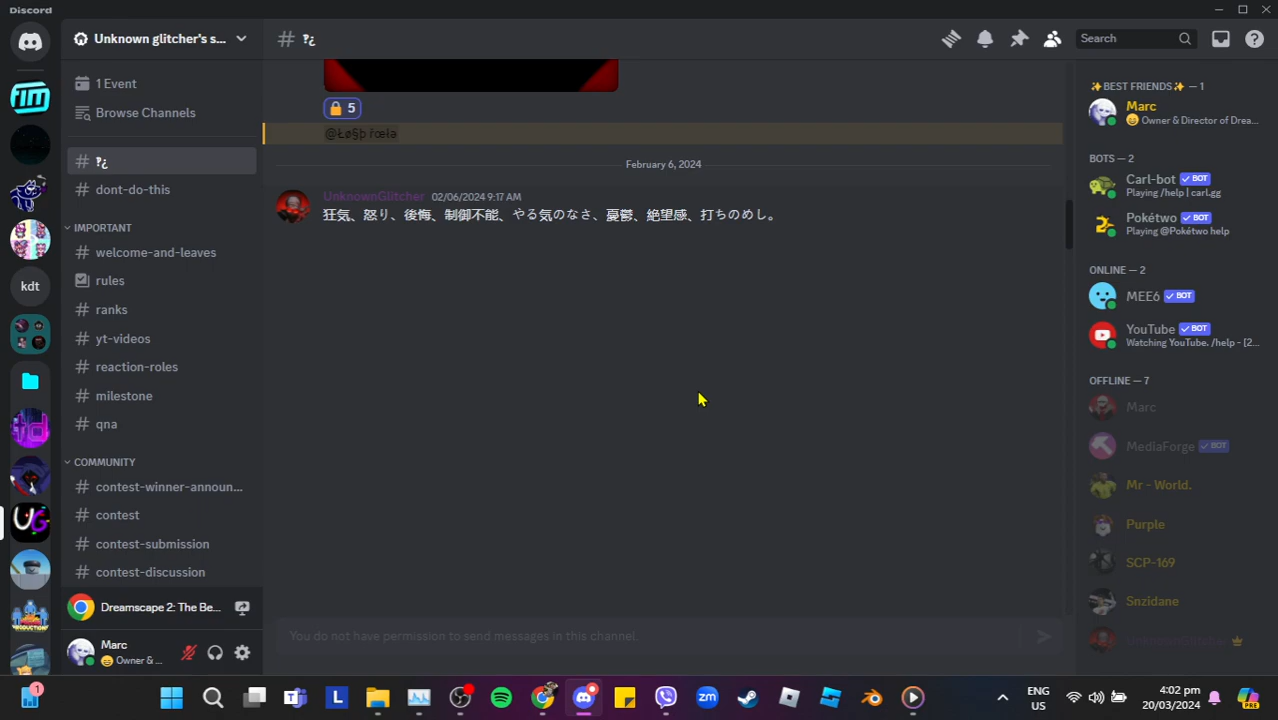 Discord
Unknown glitcher's s...
# ‽¿
Search
1 Event
Browse Channels
# ‽¿
# dont-do-this
IMPORTANT
# welcome-and-leaves
rules
# ranks
# yt-videos
# reaction-roles
# milestone
# qna
COMMUNITY
# contest-winner-announ...
# contest
# contest-submission
# contest-discussion
Dreamscape 2: The Be...
Marc
Owner & ...
kdt
UG
5
February 6, 2024
UnknownGlitcher 02/06/2024 9:17 AM
狂気、怒り、後悔、制御不能、やる気のなさ、憂鬱、絶望感、打ちのめし。
You do not have permission to send messages in this channel.
✨BEST FRIENDS✨ — 1
Marc
Owner & Director of Drea...
BOTS — 2
Carl-bot ✓ BOT
Playing /help | carl.gg
Pokétwo ✓ BOT
Playing @Pokétwo help
ONLINE — 2
MEE6 ✓ BOT
YouTube ✓ BOT
Watching YouTube. /help - [2...
OFFLINE — 7
Marc
MediaForge ✓ BOT
Mr - World.
Purple
SCP-169
Snzidane
UnknownGlitcher
1
L
zm
ENG
US
4:02 pm
20/03/2024
PRE